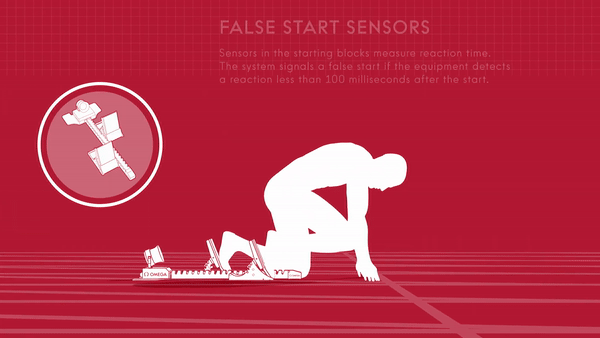 FALSE START SENSORS
Sensors in the starting blocks measure reaction time.
The system signals a false start if the equipment detects
a reaction less than 100 milliseconds after the start.
Ω OMEGA